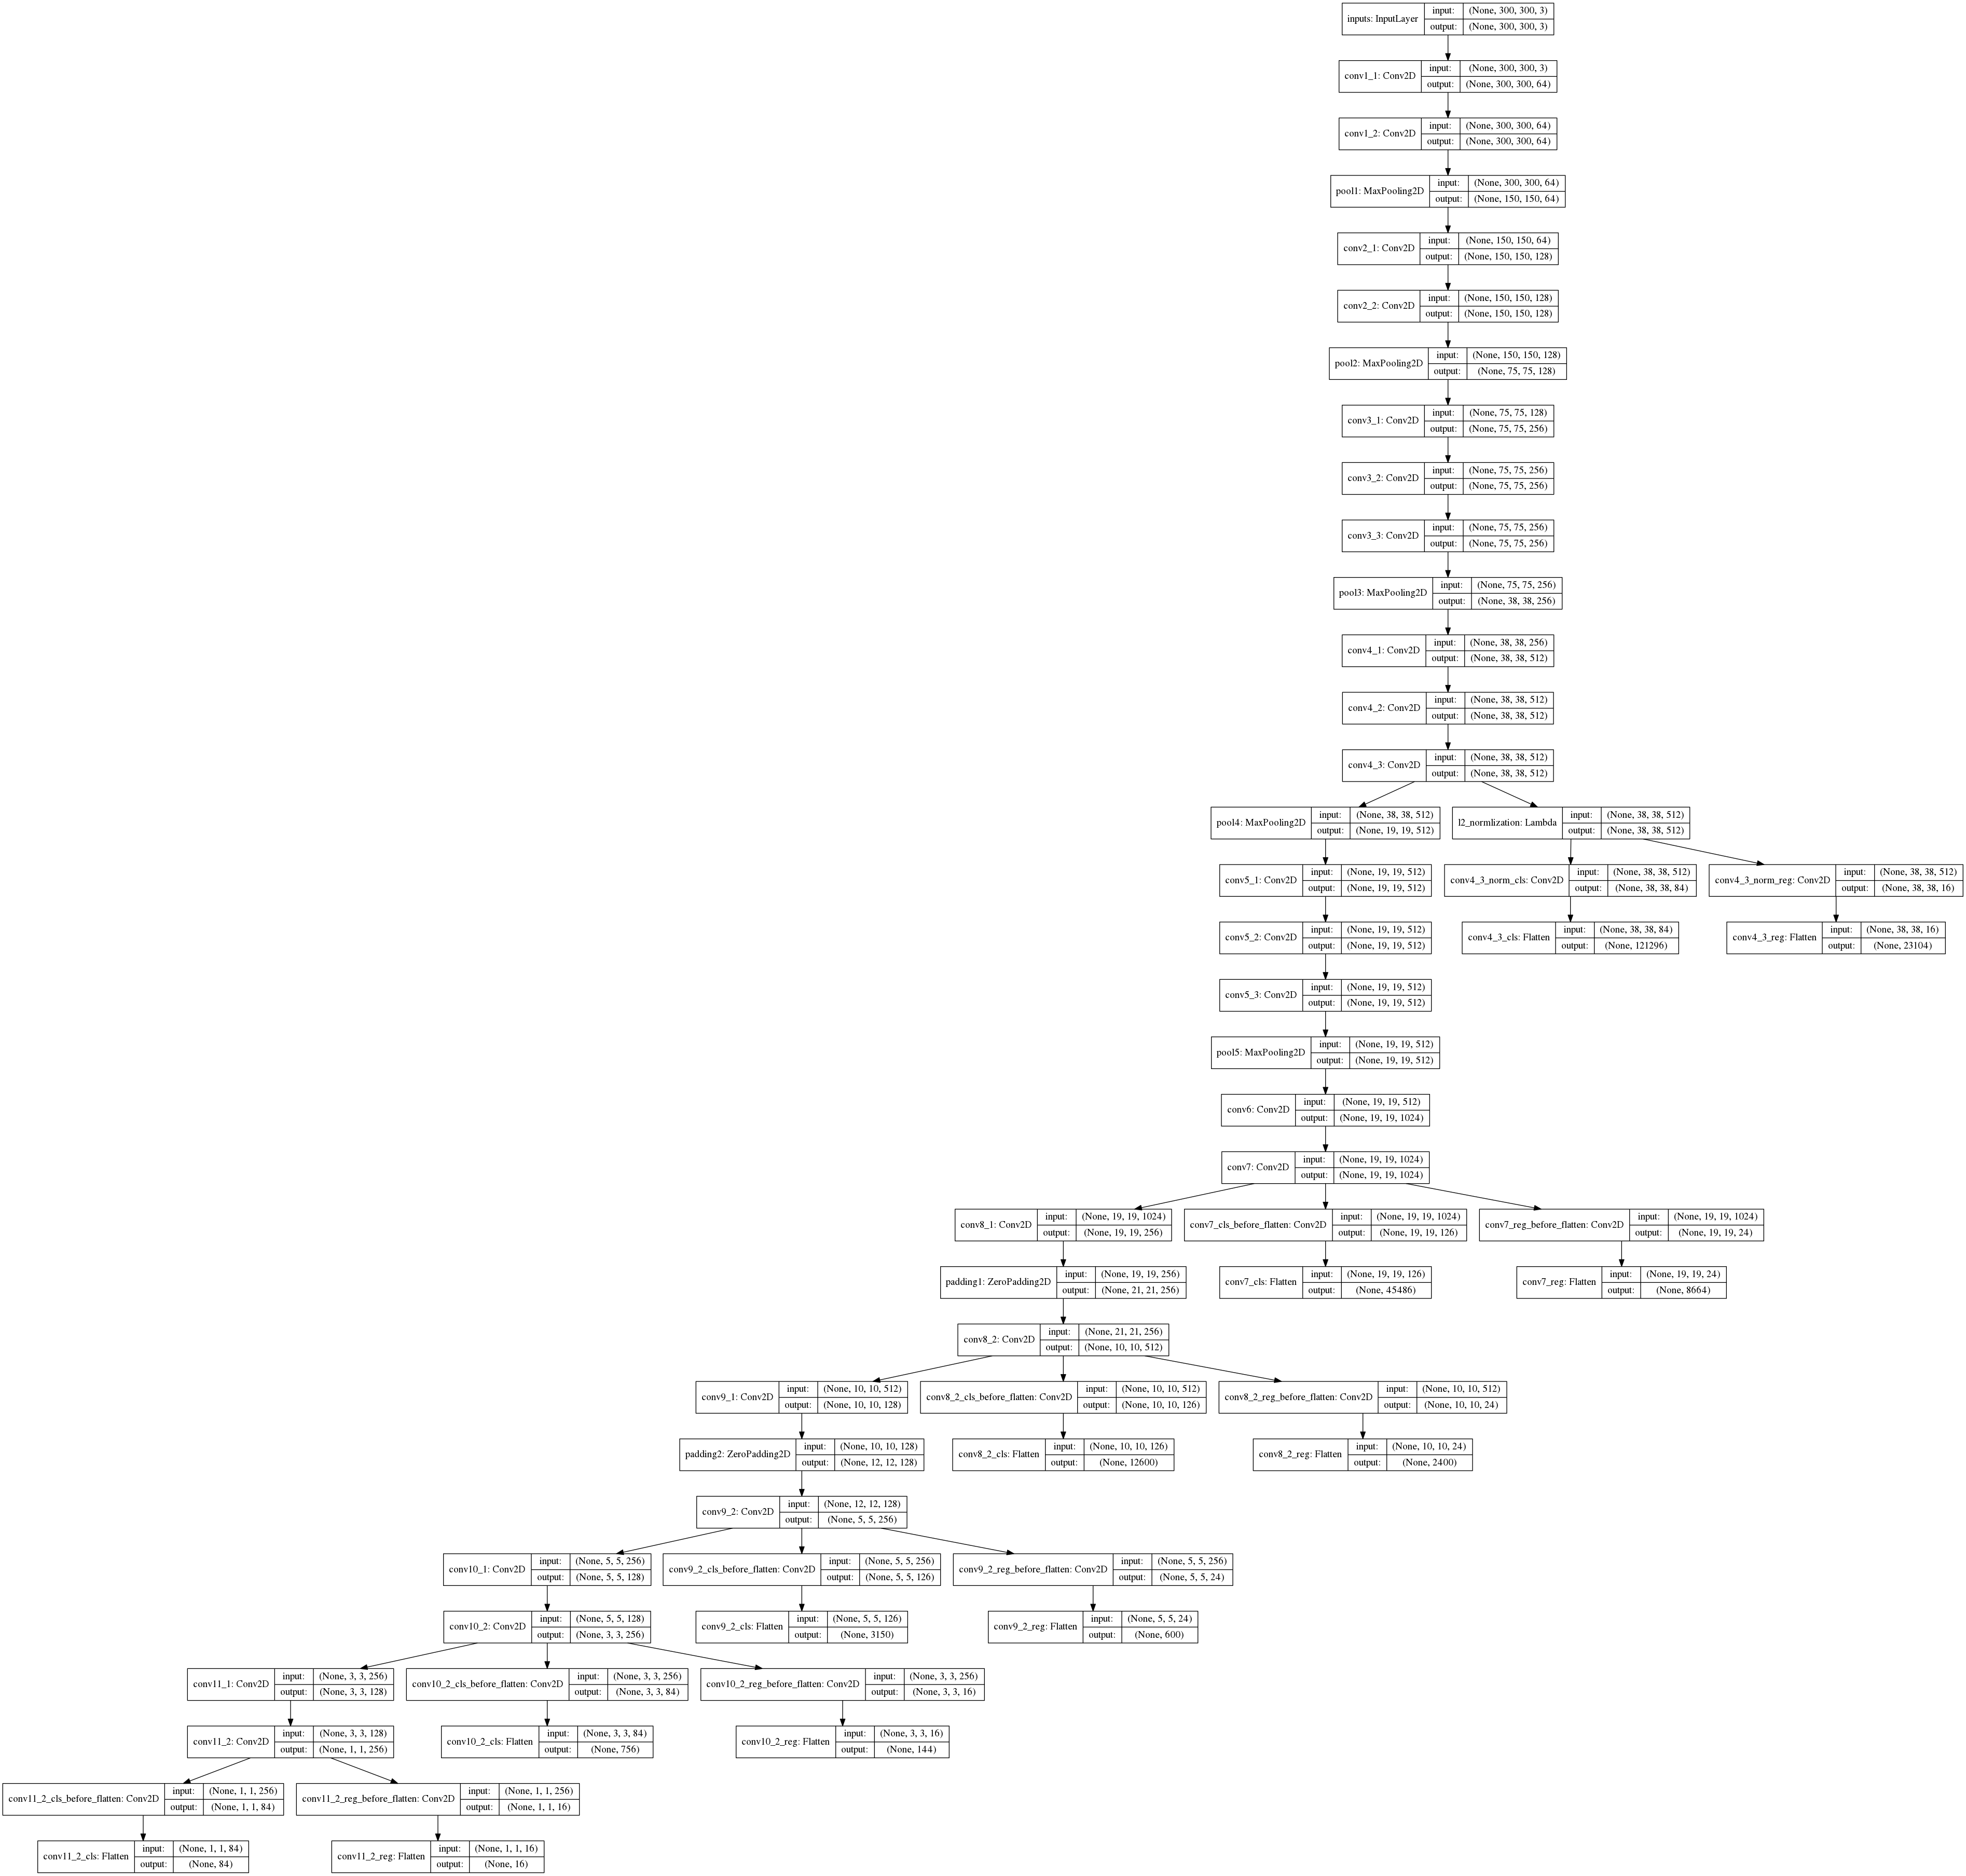 inputs: InputLayer input: (None, 300, 300, 3)
output: (None, 300, 300, 3)
conv1_1: Conv2D input: (None, 300, 300, 3)
output: (None, 300, 300, 64)
conv1_2: Conv2D input: (None, 300, 300, 64)
output: (None, 300, 300, 64)
pool1: MaxPooling2D input: (None, 300, 300, 64)
output: (None, 150, 150, 64)
conv2_1: Conv2D input: (None, 150, 150, 64)
output: (None, 150, 150, 128)
conv2_2: Conv2D input: (None, 150, 150, 128)
output: (None, 150, 150, 128)
pool2: MaxPooling2D input: (None, 150, 150, 128)
output: (None, 75, 75, 128)
conv3_1: Conv2D input: (None, 75, 75, 128)
output: (None, 75, 75, 256)
conv3_2: Conv2D input: (None, 75, 75, 256)
output: (None, 75, 75, 256)
conv3_3: Conv2D input: (None, 75, 75, 256)
output: (None, 75, 75, 256)
pool3: MaxPooling2D input: (None, 75, 75, 256)
output: (None, 38, 38, 256)
conv4_1: Conv2D input: (None, 38, 38, 256)
output: (None, 38, 38, 512)
conv4_2: Conv2D input: (None, 38, 38, 512)
output: (None, 38, 38, 512)
conv4_3: Conv2D input: (None, 38, 38, 512)
output: (None, 38, 38, 512)
pool4: MaxPooling2D input: (None, 38, 38, 512)
output: (None, 19, 19, 512)
l2_normlization: Lambda input: (None, 38, 38, 512)
output: (None, 38, 38, 512)
conv5_1: Conv2D input: (None, 19, 19, 512)
output: (None, 19, 19, 512)
conv4_3_norm_cls: Conv2D input: (None, 38, 38, 512)
output: (None, 38, 38, 84)
conv4_3_norm_reg: Conv2D input: (None, 38, 38, 512)
output: (None, 38, 38, 16)
conv5_2: Conv2D input: (None, 19, 19, 512)
output: (None, 19, 19, 512)
conv4_3_cls: Flatten input: (None, 38, 38, 84)
output: (None, 121296)
conv4_3_reg: Flatten input: (None, 38, 38, 16)
output: (None, 23104)
conv5_3: Conv2D input: (None, 19, 19, 512)
output: (None, 19, 19, 512)
pool5: MaxPooling2D input: (None, 19, 19, 512)
output: (None, 19, 19, 512)
conv6: Conv2D input: (None, 19, 19, 512)
output: (None, 19, 19, 1024)
conv7: Conv2D input: (None, 19, 19, 1024)
output: (None, 19, 19, 1024)
conv8_1: Conv2D input: (None, 19, 19, 1024)
output: (None, 19, 19, 256)
conv7_cls_before_flatten: Conv2D input: (None, 19, 19, 1024)
output: (None, 19, 19, 126)
conv7_reg_before_flatten: Conv2D input: (None, 19, 19, 1024)
output: (None, 19, 19, 24)
padding1: ZeroPadding2D input: (None, 19, 19, 256)
output: (None, 21, 21, 256)
conv7_cls: Flatten input: (None, 19, 19, 126)
output: (None, 45486)
conv7_reg: Flatten input: (None, 19, 19, 24)
output: (None, 8664)
conv8_2: Conv2D input: (None, 21, 21, 256)
output: (None, 10, 10, 512)
conv9_1: Conv2D input: (None, 10, 10, 512)
output: (None, 10, 10, 128)
conv8_2_cls_before_flatten: Conv2D input: (None, 10, 10, 512)
output: (None, 10, 10, 126)
conv8_2_reg_before_flatten: Conv2D input: (None, 10, 10, 512)
output: (None, 10, 10, 24)
padding2: ZeroPadding2D input: (None, 10, 10, 128)
output: (None, 12, 12, 128)
conv8_2_cls: Flatten input: (None, 10, 10, 126)
output: (None, 12600)
conv8_2_reg: Flatten input: (None, 10, 10, 24)
output: (None, 2400)
conv9_2: Conv2D input: (None, 12, 12, 128)
output: (None, 5, 5, 256)
conv10_1: Conv2D input: (None, 5, 5, 256)
output: (None, 5, 5, 128)
conv9_2_cls_before_flatten: Conv2D input: (None, 5, 5, 256)
output: (None, 5, 5, 126)
conv9_2_reg_before_flatten: Conv2D input: (None, 5, 5, 256)
output: (None, 5, 5, 24)
conv10_2: Conv2D input: (None, 5, 5, 128)
output: (None, 3, 3, 256)
conv9_2_cls: Flatten input: (None, 5, 5, 126)
output: (None, 3150)
conv9_2_reg: Flatten input: (None, 5, 5, 24)
output: (None, 600)
conv11_1: Conv2D input: (None, 3, 3, 256)
output: (None, 3, 3, 128)
conv10_2_cls_before_flatten: Conv2D input: (None, 3, 3, 256)
output: (None, 3, 3, 84)
conv10_2_reg_before_flatten: Conv2D input: (None, 3, 3, 256)
output: (None, 3, 3, 16)
conv11_2: Conv2D input: (None, 3, 3, 128)
output: (None, 1, 1, 256)
conv10_2_cls: Flatten input: (None, 3, 3, 84)
output: (None, 756)
conv10_2_reg: Flatten input: (None, 3, 3, 16)
output: (None, 144)
conv11_2_cls_before_flatten: Conv2D input: (None, 1, 1, 256)
output: (None, 1, 1, 84)
conv11_2_reg_before_flatten: Conv2D input: (None, 1, 1, 256)
output: (None, 1, 1, 16)
conv11_2_cls: Flatten input: (None, 1, 1, 84)
output: (None, 84)
conv11_2_reg: Flatten input: (None, 1, 1, 16)
output: (None, 16)